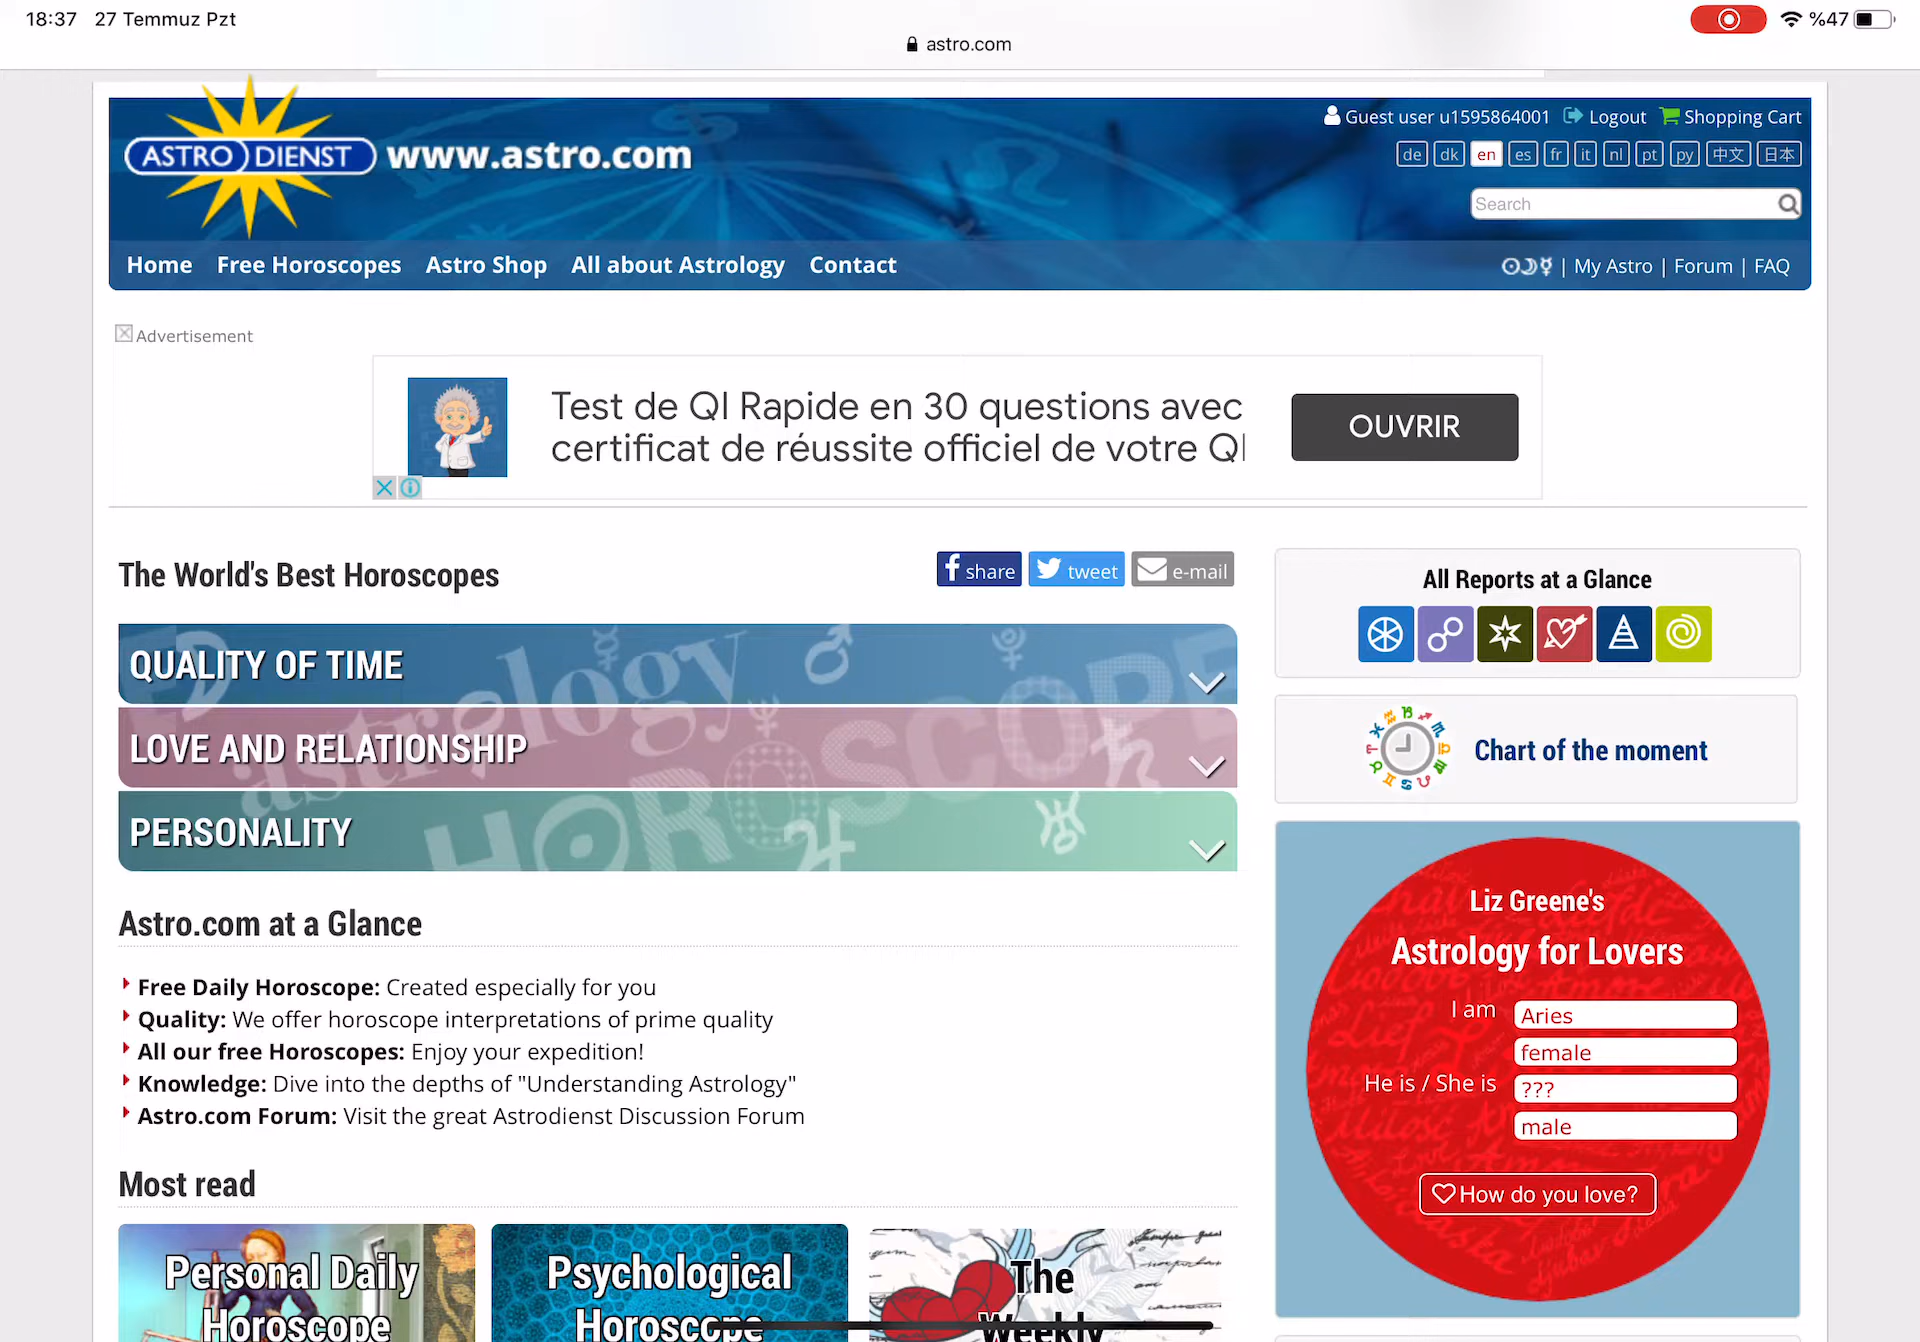 18:37 27 Temmuz Pzt
%47
astro.com
ASTRO DIENST www.astro.com
Guest user u1595864001 Logout Shopping Cart
de dk en es fr it nl pt py 中文 日本
Search
Home Free Horoscopes Astro Shop All about Astrology Contact
| My Astro | Forum | FAQ
Advertisement
Test de QI Rapide en 30 questions avec
certificat de réussite officiel de votre QI
OUVRIR
The World's Best Horoscopes
share tweet e-mail
QUALITY OF TIME
LOVE AND RELATIONSHIP
PERSONALITY
astrology
HOROSCOPE
Astro.com at a Glance
Free Daily Horoscope: Created especially for you
Quality: We offer horoscope interpretations of prime quality
All our free Horoscopes: Enjoy your expedition!
Knowledge: Dive into the depths of "Understanding Astrology"
Astro.com Forum: Visit the great Astrodienst Discussion Forum
Most read
Personal Daily
Horoscope
Psychological
Horoscope
The
Weekly
All Reports at a Glance
Chart of the moment
Liz Greene's
Astrology for Lovers
I am Aries
female
He is / She is ???
male
How do you love?